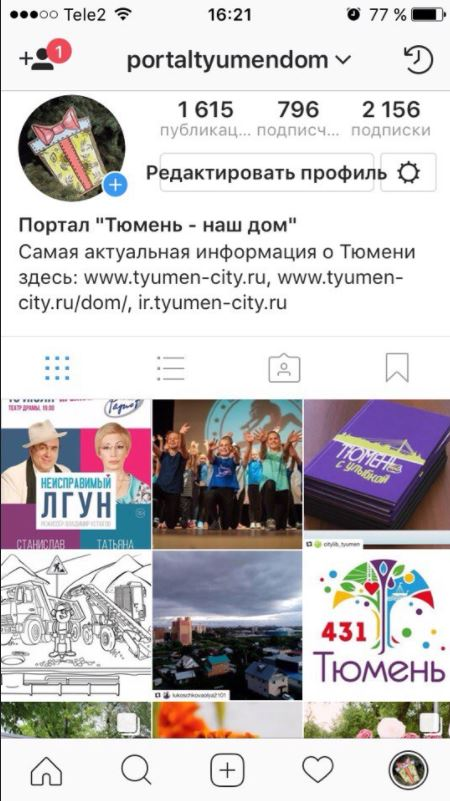 Tele2
16:21
77 %
1
portaltyumendom
1 615
796
2 156
публикац...
подписч...
подписки
Редактировать профиль
Портал "Тюмень - наш дом"
Самая актуальная информация о Тюмени
здесь: www.tyumen-city.ru, www.tyumen-
city.ru/dom/, ir.tyumen-city.ru
ТЕАТР ДРАМЫ. 19:00
НЕИСПРАВИМЫЙ
ЛГУН
РЕЖИССЕР ВЛАДИМИР УСТЮГОВ
СТАНИСЛАВ
ТАТЬЯНА
ТЮМЕНЬ
С УЛЫБКОЙ
citylib_tyumen
lukoschkovaolya2101
431
Тюмень